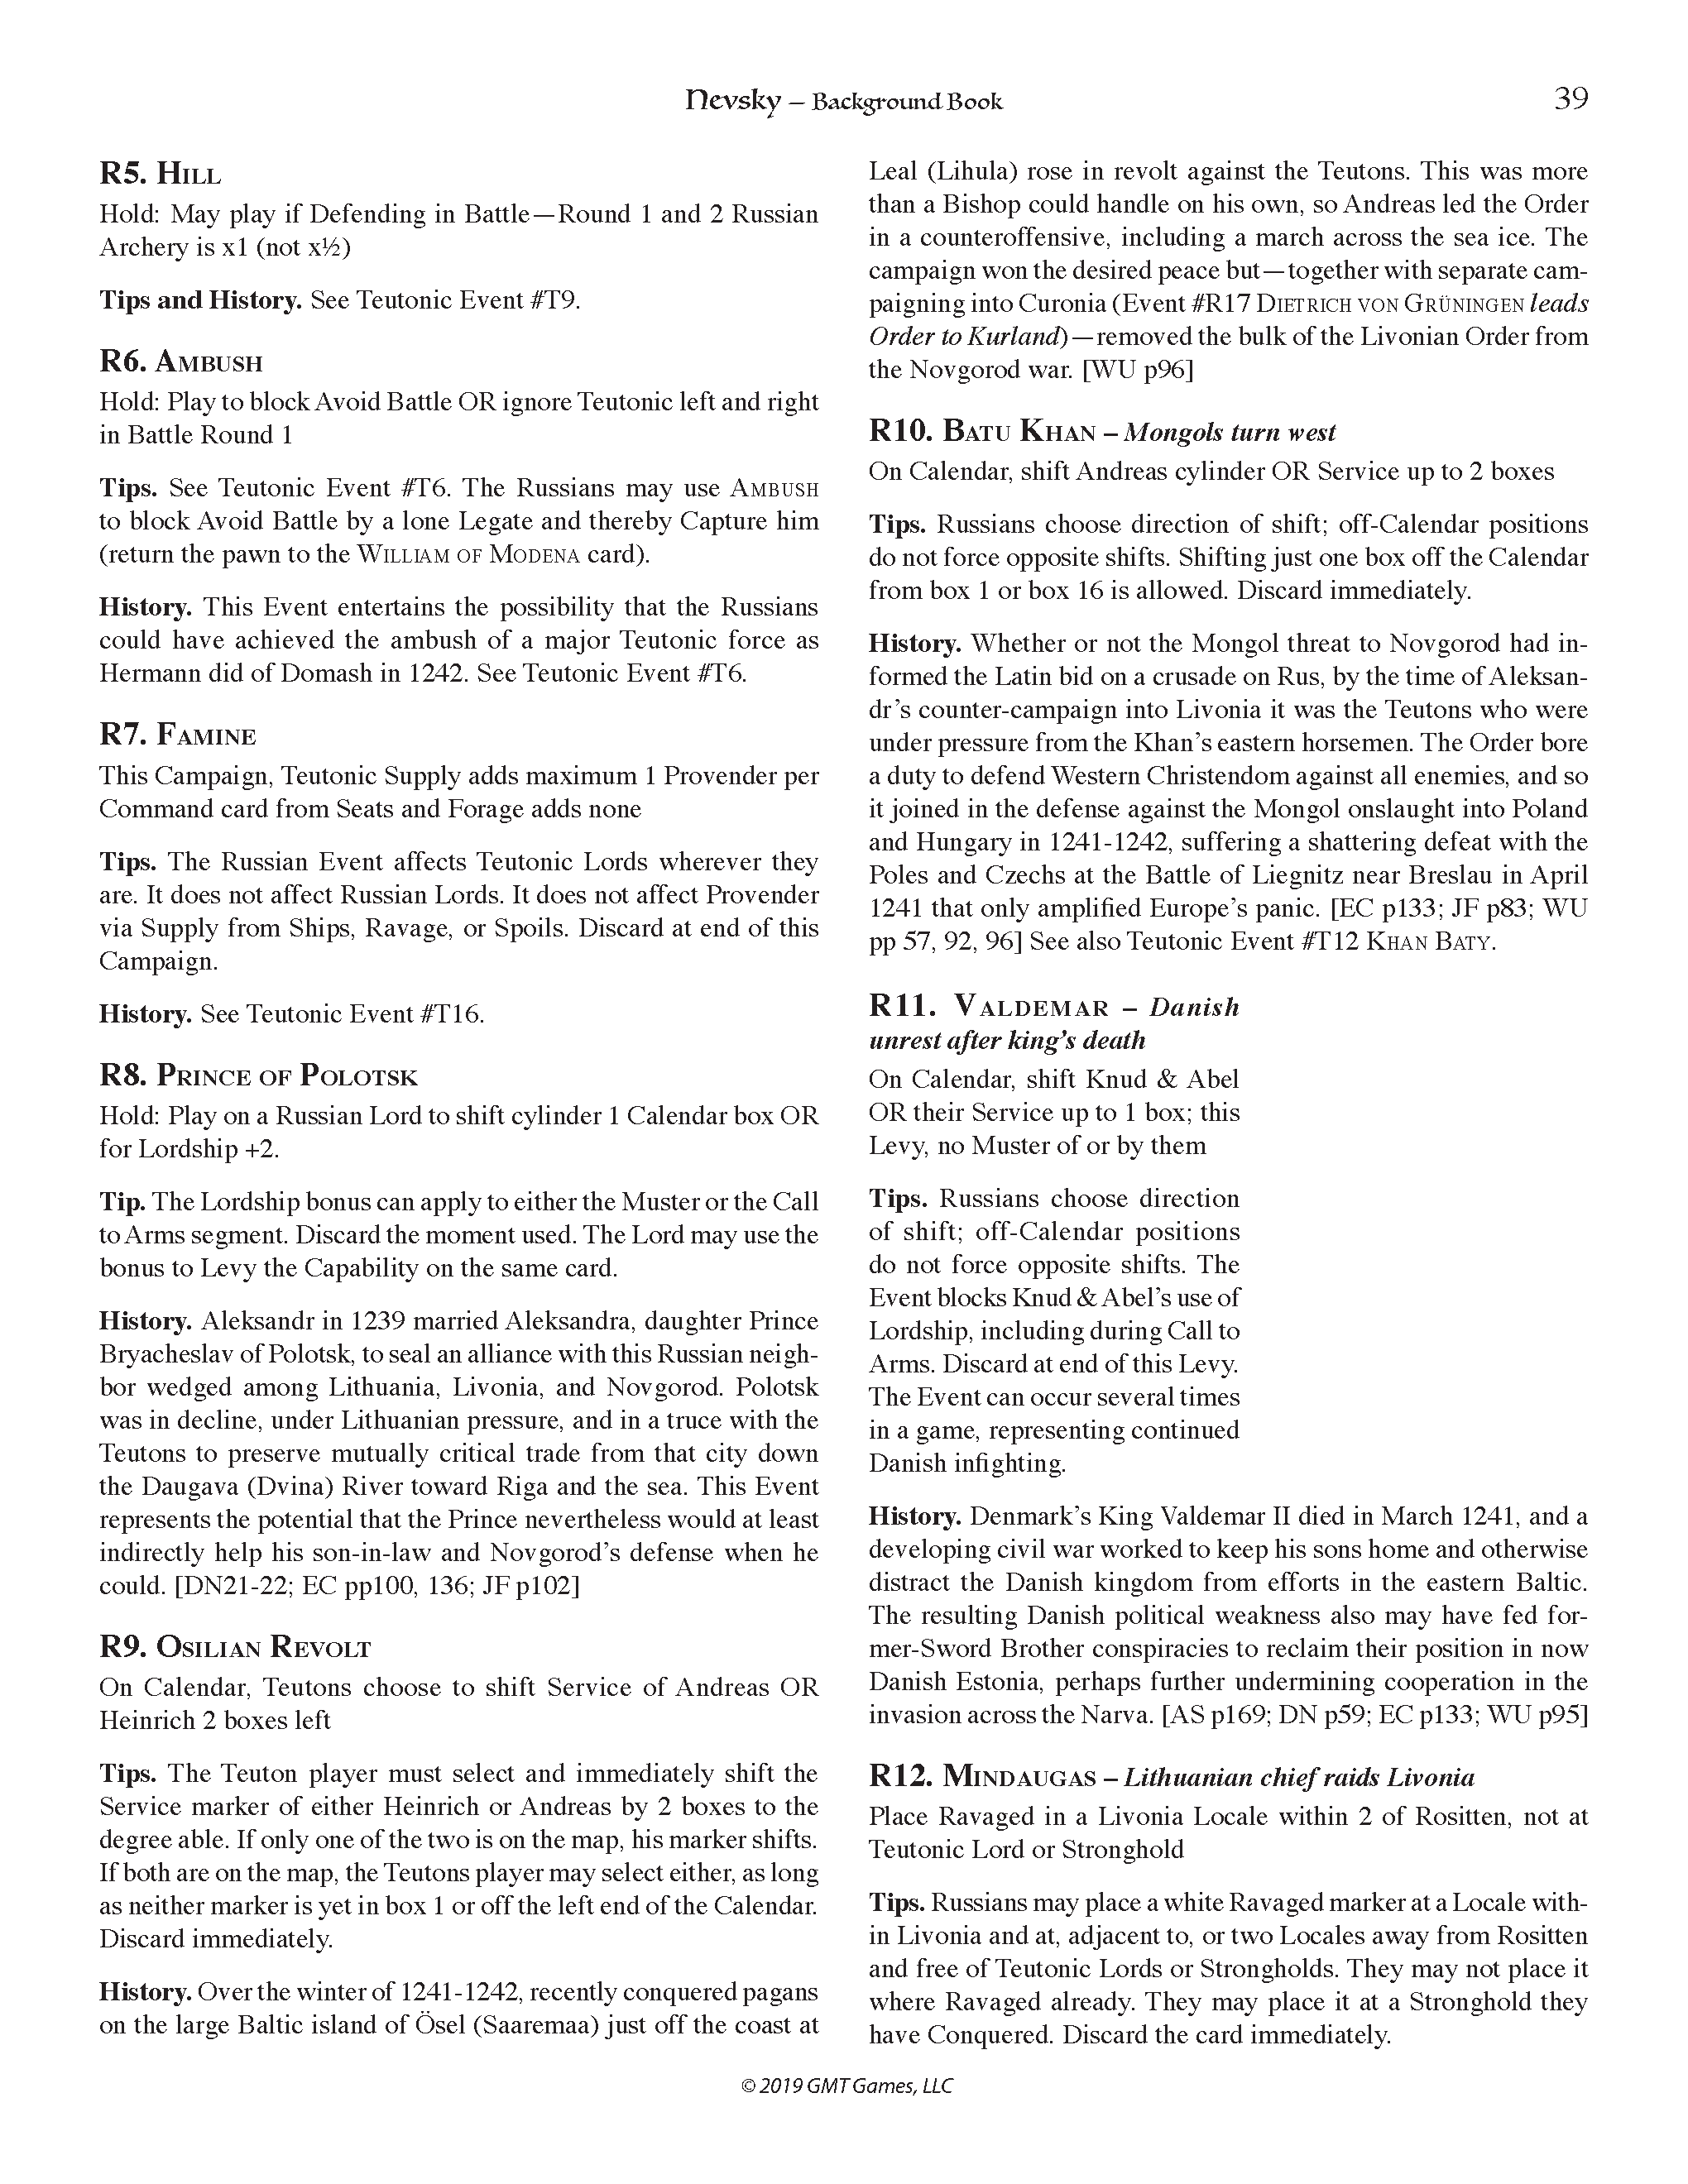 Nevsky – Background Book
39
R5. Hill
Hold: May play if Defending in Battle—Round 1 and 2 Russian
Archery is x1 (not x½)
Tips and History. See Teutonic Event #T9.
R6. Ambush
Hold: Play to block Avoid Battle OR ignore Teutonic left and right
in Battle Round 1
Tips. See Teutonic Event #T6. The Russians may use Ambush
to block Avoid Battle by a lone Legate and thereby Capture him
(return the pawn to the William of Modena card).
History. This Event entertains the possibility that the Russians
could have achieved the ambush of a major Teutonic force as
Hermann did of Domash in 1242. See Teutonic Event #T6.
R7. Famine
This Campaign, Teutonic Supply adds maximum 1 Provender per
Command card from Seats and Forage adds none
Tips. The Russian Event affects Teutonic Lords wherever they
are. It does not affect Russian Lords. It does not affect Provender
via Supply from Ships, Ravage, or Spoils. Discard at end of this
Campaign.
History. See Teutonic Event #T16.
R8. Prince of Polotsk
Hold: Play on a Russian Lord to shift cylinder 1 Calendar box OR
for Lordship +2.
Tip. The Lordship bonus can apply to either the Muster or the Call
to Arms segment. Discard the moment used. The Lord may use the
bonus to Levy the Capability on the same card.
History. Aleksandr in 1239 married Aleksandra, daughter Prince
Bryacheslav of Polotsk, to seal an alliance with this Russian neigh-
bor wedged among Lithuania, Livonia, and Novgorod. Polotsk
was in decline, under Lithuanian pressure, and in a truce with the
Teutons to preserve mutually critical trade from that city down
the Daugava (Dvina) River toward Riga and the sea. This Event
represents the potential that the Prince nevertheless would at least
indirectly help his son-in-law and Novgorod's defense when he
could. [DN21-22; EC pp100, 136; JF p102]
R9. Osilian Revolt
On Calendar, Teutons choose to shift Service of Andreas OR
Heinrich 2 boxes left
Tips. The Teuton player must select and immediately shift the
Service marker of either Heinrich or Andreas by 2 boxes to the
degree able. If only one of the two is on the map, his marker shifts.
If both are on the map, the Teutons player may select either, as long
as neither marker is yet in box 1 or off the left end of the Calendar.
Discard immediately.
History. Over the winter of 1241-1242, recently conquered pagans
on the large Baltic island of Ösel (Saaremaa) just off the coast at
Leal (Lihula) rose in revolt against the Teutons. This was more
than a Bishop could handle on his own, so Andreas led the Order
in a counteroffensive, including a march across the sea ice. The
campaign won the desired peace but—together with separate cam-
paigning into Curonia (Event #R17 Dietrich von Grüningen leads
Order to Kurland)—removed the bulk of the Livonian Order from
the Novgorod war. [WU p96]
R10. Batu Khan – Mongols turn west
On Calendar, shift Andreas cylinder OR Service up to 2 boxes
Tips. Russians choose direction of shift; off-Calendar positions
do not force opposite shifts. Shifting just one box off the Calendar
from box 1 or box 16 is allowed. Discard immediately.
History. Whether or not the Mongol threat to Novgorod had in-
formed the Latin bid on a crusade on Rus, by the time of Aleksan-
dr's counter-campaign into Livonia it was the Teutons who were
under pressure from the Khan's eastern horsemen. The Order bore
a duty to defend Western Christendom against all enemies, and so
it joined in the defense against the Mongol onslaught into Poland
and Hungary in 1241-1242, suffering a shattering defeat with the
Poles and Czechs at the Battle of Liegnitz near Breslau in April
1241 that only amplified Europe's panic. [EC p133; JF p83; WU
pp 57, 92, 96] See also Teutonic Event #T12 Khan Baty.
R11. Valdemar – Danish
unrest after king's death
On Calendar, shift Knud & Abel
OR their Service up to 1 box; this
Levy, no Muster of or by them
Tips. Russians choose direction
of shift; off-Calendar positions
do not force opposite shifts. The
Event blocks Knud & Abel's use of
Lordship, including during Call to
Arms. Discard at end of this Levy.
The Event can occur several times
in a game, representing continued
Danish infighting.
History. Denmark's King Valdemar II died in March 1241, and a
developing civil war worked to keep his sons home and otherwise
distract the Danish kingdom from efforts in the eastern Baltic.
The resulting Danish political weakness also may have fed for-
mer-Sword Brother conspiracies to reclaim their position in now
Danish Estonia, perhaps further undermining cooperation in the
invasion across the Narva. [AS p169; DN p59; EC p133; WU p95]
R12. Mindaugas – Lithuanian chief raids Livonia
Place Ravaged in a Livonia Locale within 2 of Rositten, not at
Teutonic Lord or Stronghold
Tips. Russians may place a white Ravaged marker at a Locale with-
in Livonia and at, adjacent to, or two Locales away from Rositten
and free of Teutonic Lords or Strongholds. They may not place it
where Ravaged already. They may place it at a Stronghold they
have Conquered. Discard the card immediately.
© 2019 GMT Games, LLC